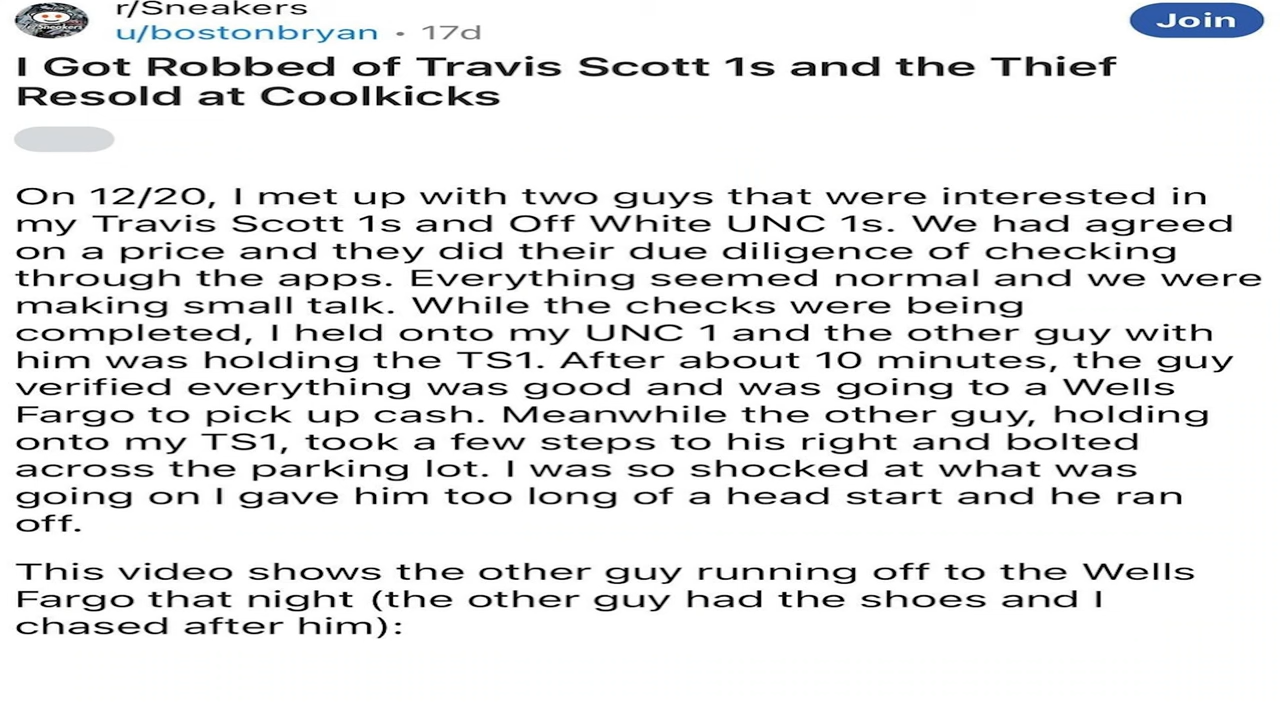 r/Sneakers
u/bostonbryan • 17d
Join
I Got Robbed of Travis Scott 1s and the Thief
Resold at Coolkicks
On 12/20, I met up with two guys that were interested in
my Travis Scott 1s and Off White UNC 1s. We had agreed
on a price and they did their due diligence of checking
through the apps. Everything seemed normal and we were
making small talk. While the checks were being
completed, I held onto my UNC 1 and the other guy with
him was holding the TS1. After about 10 minutes, the guy
verified everything was good and was going to a Wells
Fargo to pick up cash. Meanwhile the other guy, holding
onto my TS1, took a few steps to his right and bolted
across the parking lot. I was so shocked at what was
going on I gave him too long of a head start and he ran
off.
This video shows the other guy running off to the Wells
Fargo that night (the other guy had the shoes and I
chased after him):